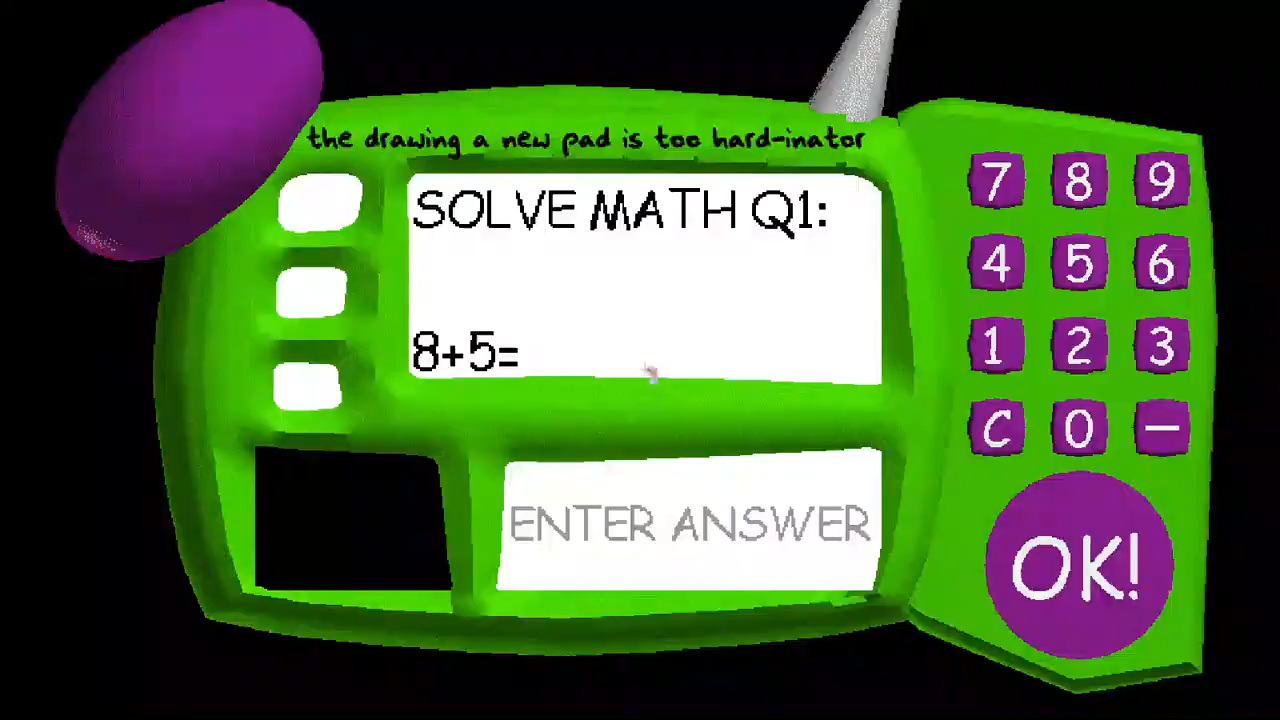 the drawing a new pad is too hard-inator
SOLVE MATH Q1:
8+5=
ENTER ANSWER
7 8 9
4 5 6
1 2 3
C 0 —
OK!